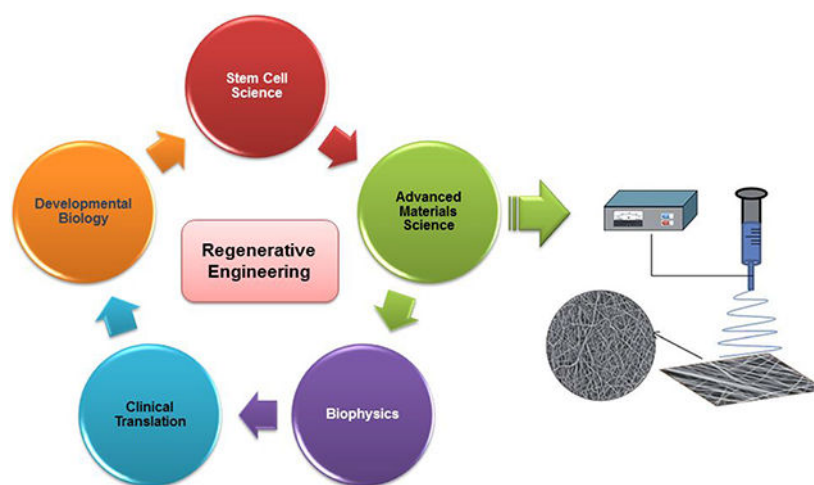 Stem Cell
Science
Developmental
Biology
Advanced
Materials
Science
Regenerative
Engineering
Clinical
Translation
Biophysics